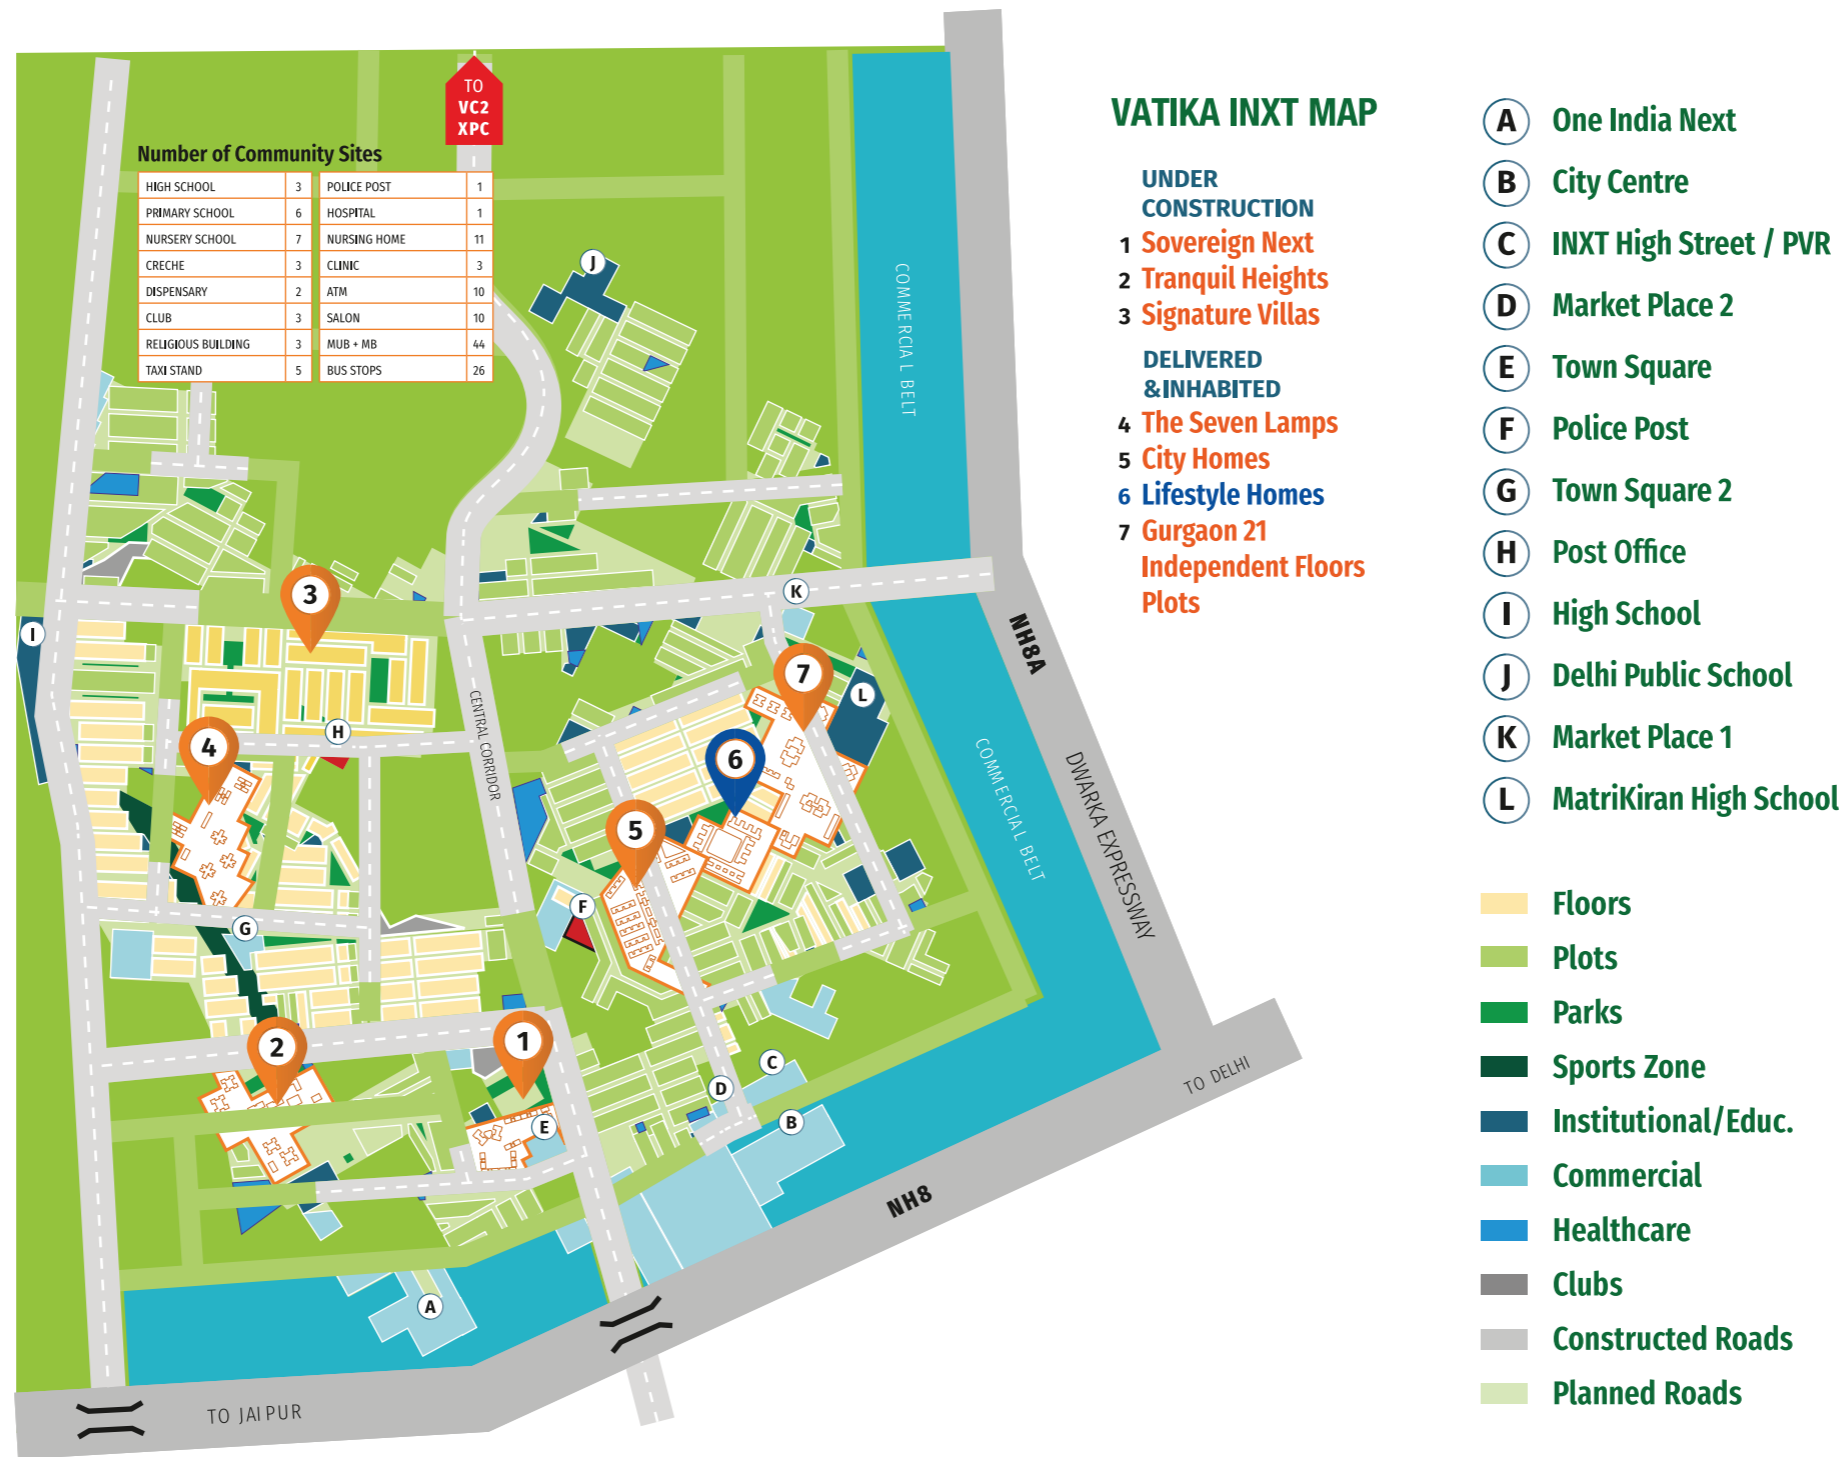 TO
VC2
XPC
Number of Community Sites
HIGH SCHOOL 3 POLICE POST 1
PRIMARY SCHOOL 6 HOSPITAL 1
NURSERY SCHOOL 7 NURSING HOME 11
CRECHE 3 CLINIC 3
DISPENSARY 2 ATM 10
CLUB 3 SALON 10
RELIGIOUS BUILDING 3 MUB + MB 44
TAXI STAND 5 BUS STOPS 26
J
COMMERCIAL BELT
K
I
3
NH8A
7
L
H
4
CENTRAL CORRIDOR
6
COMMERCIAL BELT
DWARKA EXPRESSWAY
5
F
G
2
1
C
D
B
E
TO DELHI
NH8
A
TO JAIPUR
VATIKA INXT MAP
UNDER
CONSTRUCTION
1 Sovereign Next
2 Tranquil Heights
3 Signature Villas
DELIVERED
&INHABITED
4 The Seven Lamps
5 City Homes
6 Lifestyle Homes
7 Gurgaon 21
Independent Floors
Plots
A One India Next
B City Centre
C INXT High Street / PVR
D Market Place 2
E Town Square
F Police Post
G Town Square 2
H Post Office
I High School
J Delhi Public School
K Market Place 1
L MatriKiran High School
Floors
Plots
Parks
Sports Zone
Institutional/Educ.
Commercial
Healthcare
Clubs
Constructed Roads
Planned Roads